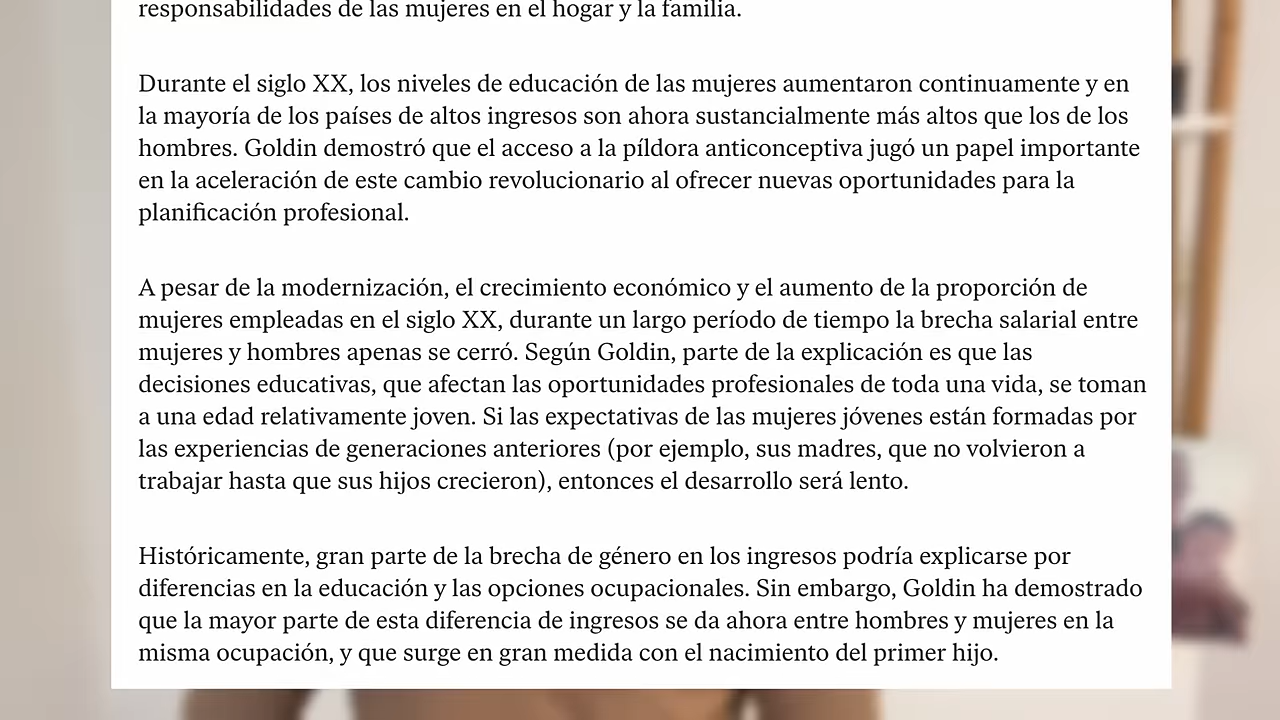 responsabilidades de las mujeres en el hogar y la familia.
Durante el siglo XX, los niveles de educación de las mujeres aumentaron continuamente y en
la mayoría de los países de altos ingresos son ahora sustancialmente más altos que los de los
hombres. Goldin demostró que el acceso a la píldora anticonceptiva jugó un papel importante
en la aceleración de este cambio revolucionario al ofrecer nuevas oportunidades para la
planificación profesional.
A pesar de la modernización, el crecimiento económico y el aumento de la proporción de
mujeres empleadas en el siglo XX, durante un largo período de tiempo la brecha salarial entre
mujeres y hombres apenas se cerró. Según Goldin, parte de la explicación es que las
decisiones educativas, que afectan las oportunidades profesionales de toda una vida, se toman
a una edad relativamente joven. Si las expectativas de las mujeres jóvenes están formadas por
las experiencias de generaciones anteriores (por ejemplo, sus madres, que no volvieron a
trabajar hasta que sus hijos crecieron), entonces el desarrollo será lento.
Históricamente, gran parte de la brecha de género en los ingresos podría explicarse por
diferencias en la educación y las opciones ocupacionales. Sin embargo, Goldin ha demostrado
que la mayor parte de esta diferencia de ingresos se da ahora entre hombres y mujeres en la
misma ocupación, y que surge en gran medida con el nacimiento del primer hijo.